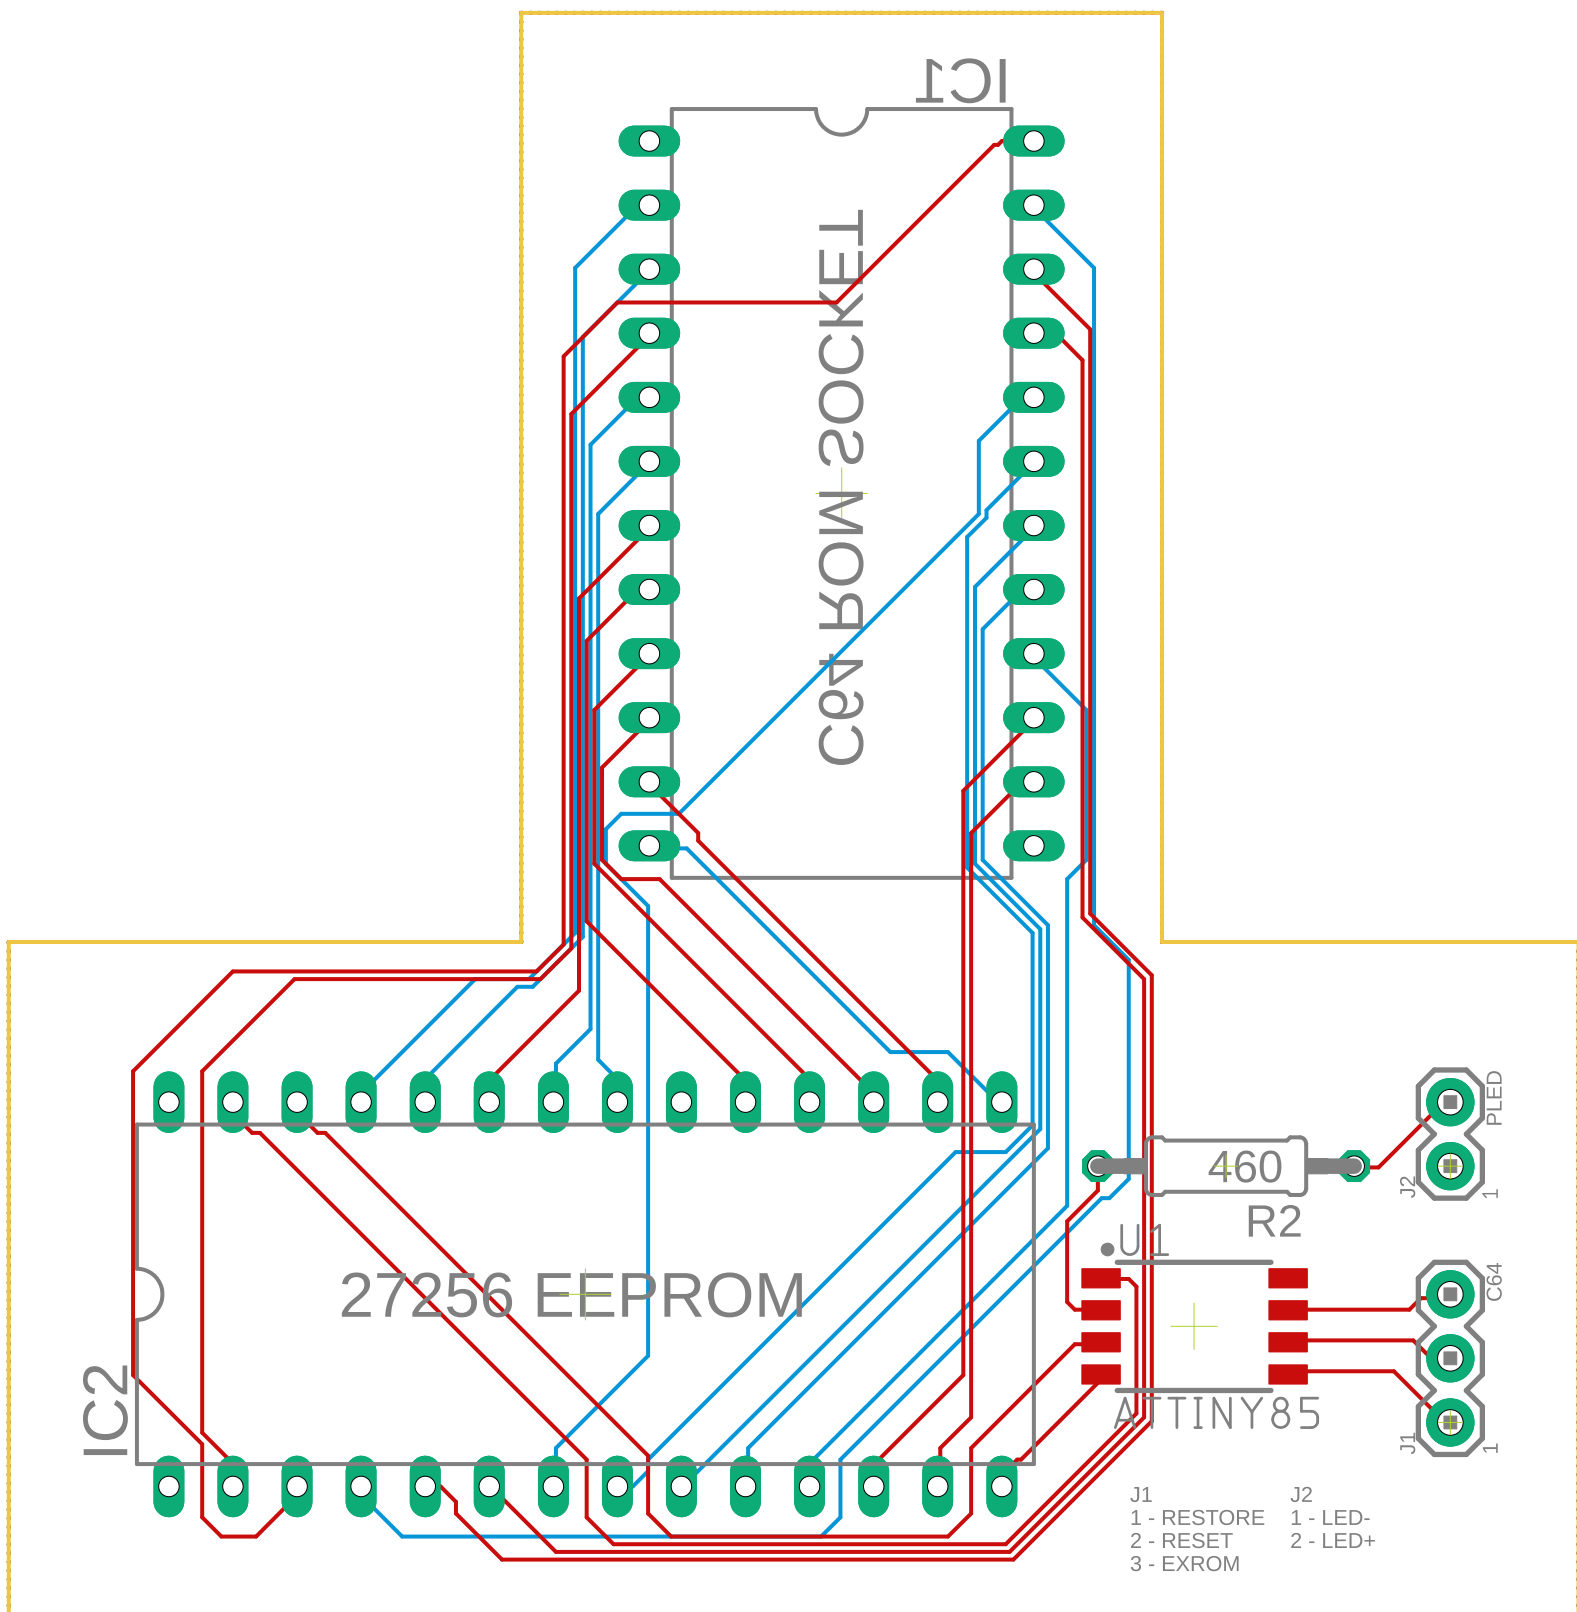 IC1
C64 ROM SOCKET
PLED
J2
1
460
R2
U1
C64
27256 EEPROM
IC2
ATTINY85
J1
1
J1
1 - RESTORE
2 - RESET
3 - EXROM
J2
1 - LED-
2 - LED+